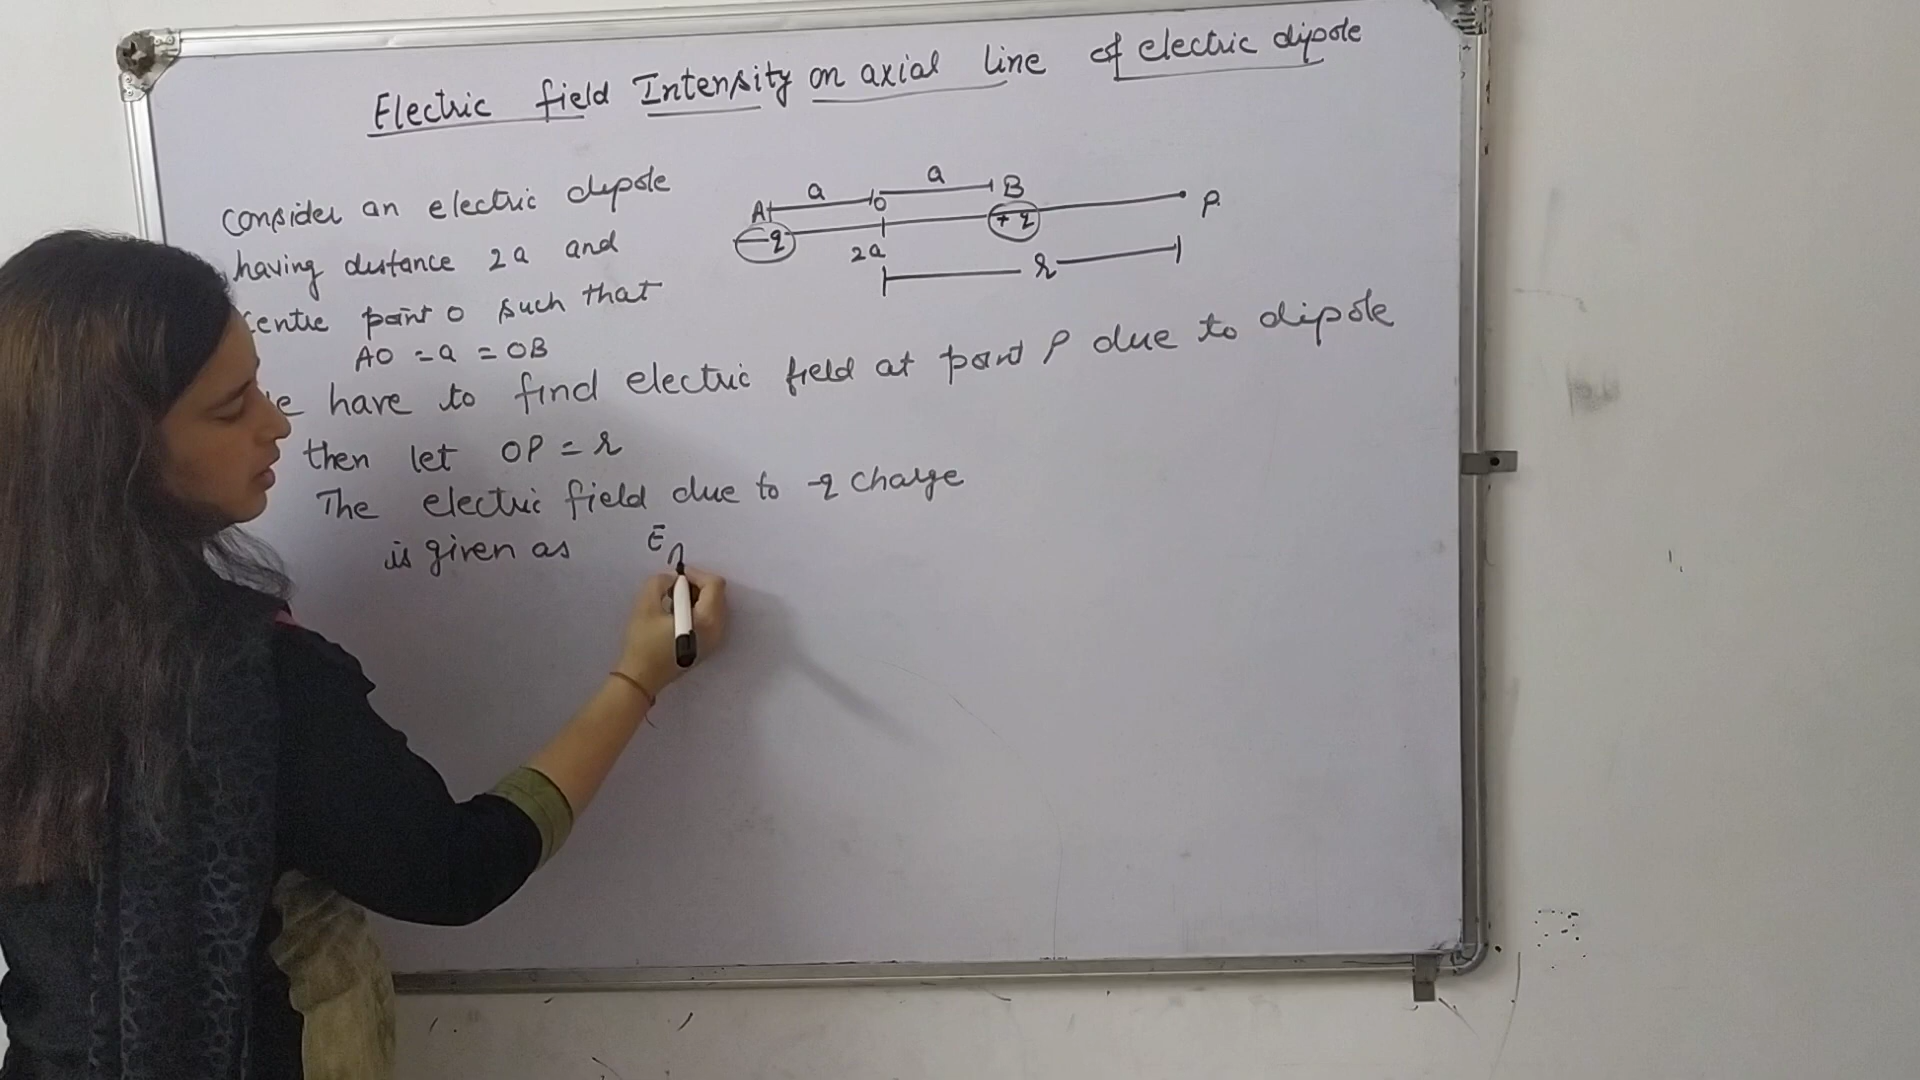 Electric field Intensity on axial line of electric dipole
Consider an electric dipole
having distance 2a and
centre point O such that
AO = a = OB
have to find electric field at point P due to dipole
then let OP = r
The electric field due to -q charge
is given as E
a a
A O B
-q +q P
2a
r